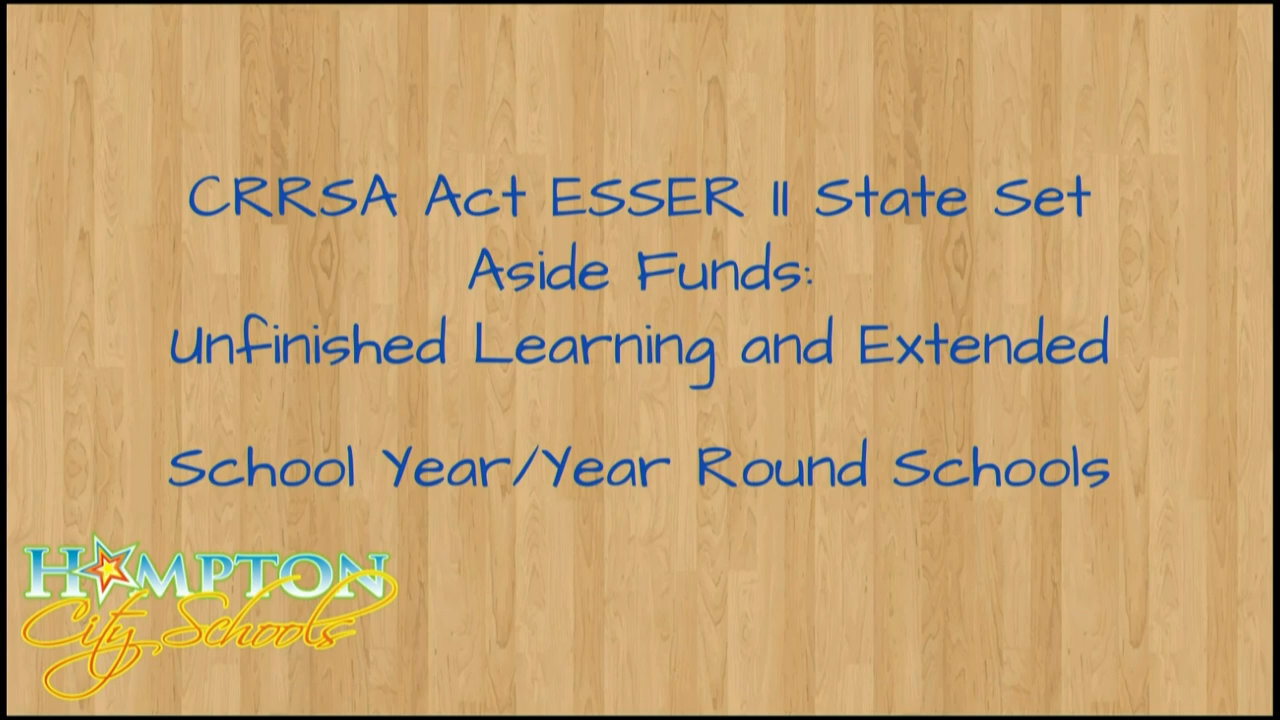 CRRSA Act ESSER II State Set
Aside Funds:
Unfinished Learning and Extended
School Year/Year Round Schools
HAMPTON
City Schools